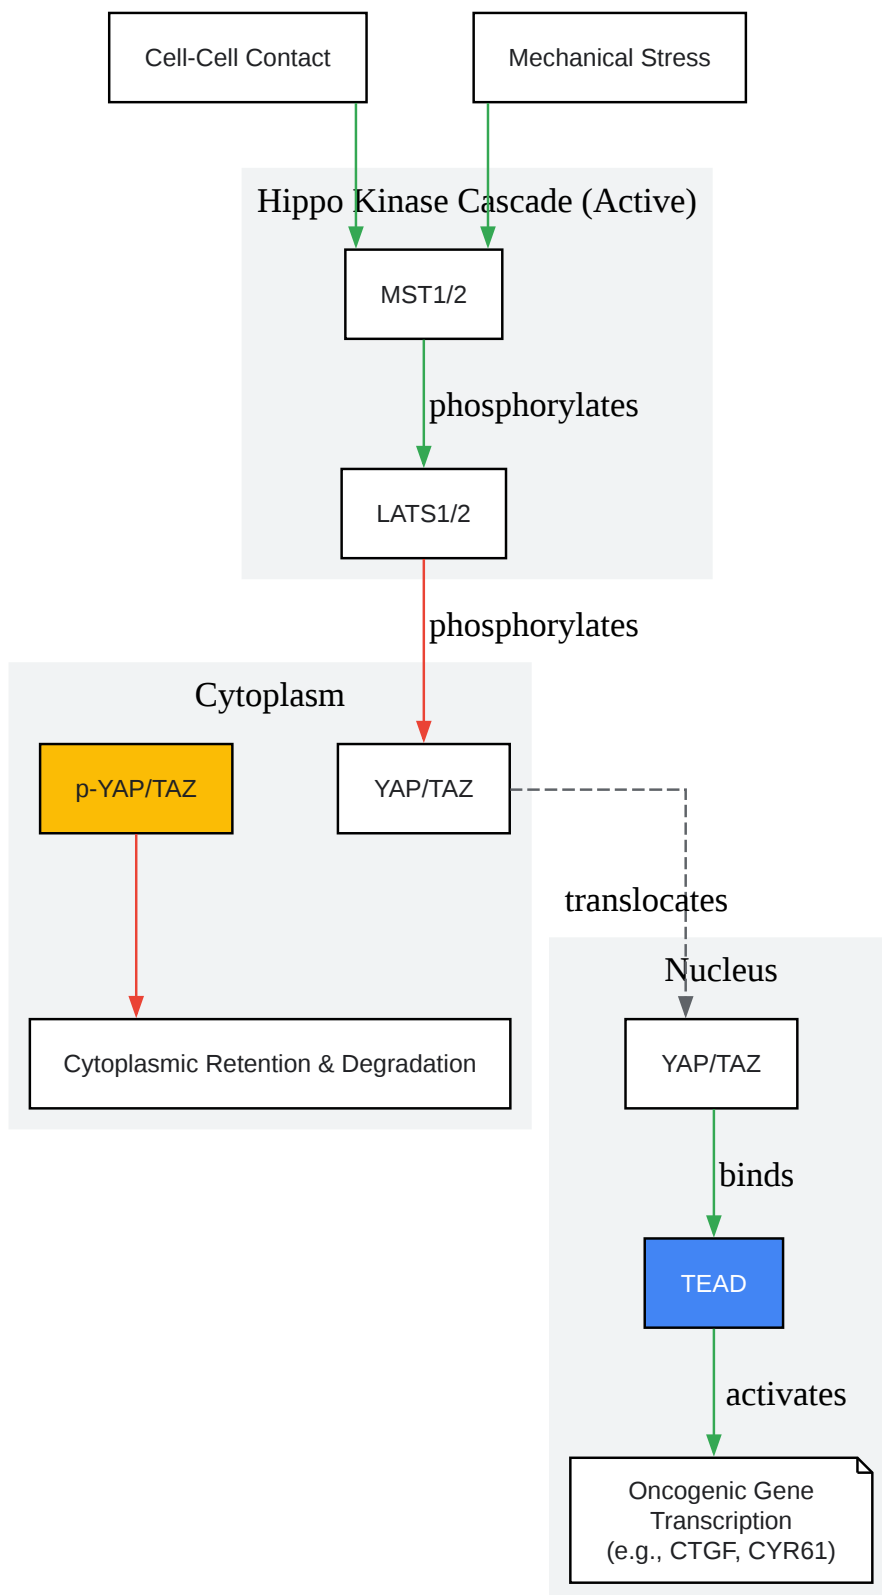 Cell-Cell Contact
Mechanical Stress
Hippo Kinase Cascade (Active)
MST1/2
phosphorylates
LATS1/2
phosphorylates
Cytoplasm
p-YAP/TAZ
YAP/TAZ
translocates
Nucleus
Cytoplasmic Retention & Degradation
YAP/TAZ
binds
TEAD
activates
Oncogenic Gene
Transcription
(e.g., CTGF, CYR61)